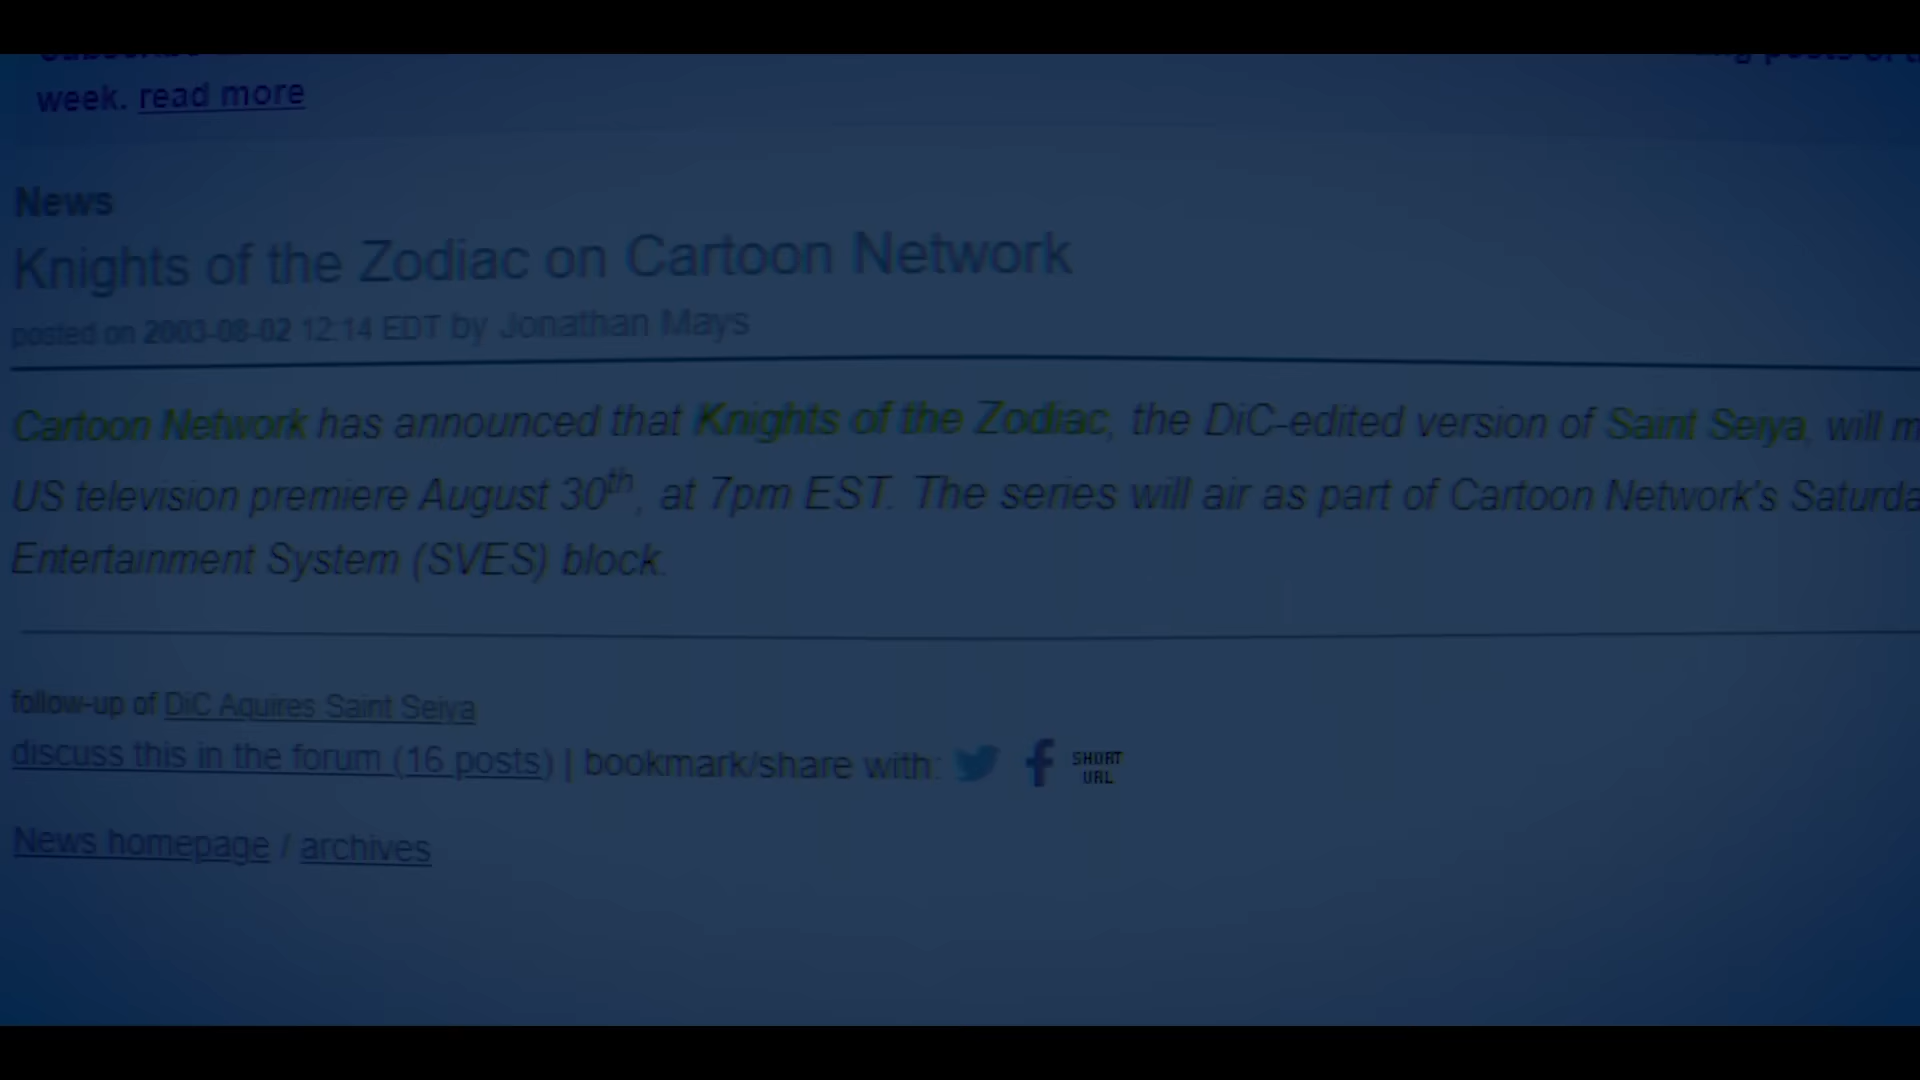 week. read more
News
Knights of the Zodiac on Cartoon Network
posted on 2003-08-02 12:14 EDT by Jonathan Mays
Cartoon Network has announced that Knights of the Zodiac, the DiC-edited version of Saint Seiya, will
US television premiere August 30th, at 7pm EST. The series will air as part of Cartoon Network's
Entertainment System (SVES) block.
follow-up of DiC Aquires Saint Seiya
discuss this in the forum (16 posts) | bookmark/share with: SHORT URL
News homepage / archives